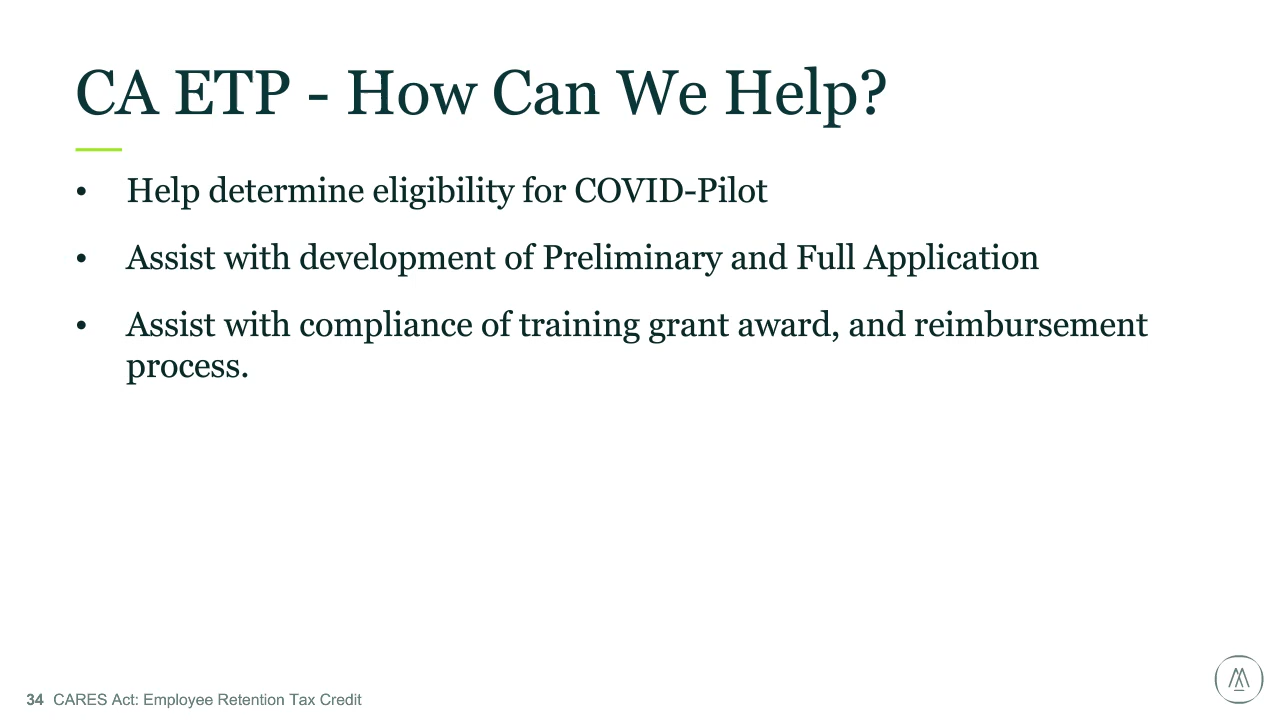 CA ETP - How Can We Help?
• Help determine eligibility for COVID-Pilot
• Assist with development of Preliminary and Full Application
• Assist with compliance of training grant award, and reimbursement
process.
34 CARES Act: Employee Retention Tax Credit